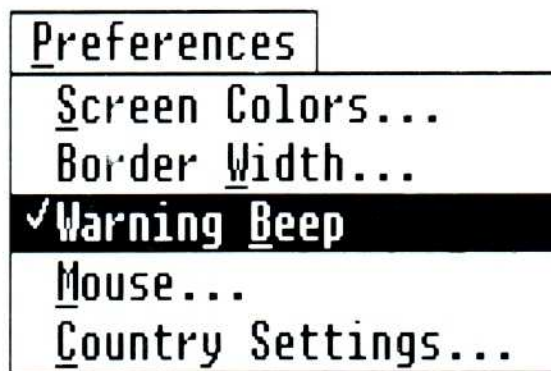 Preferences
Screen Colors...
Border Width...
✓Warning Beep
Mouse...
Country Settings...